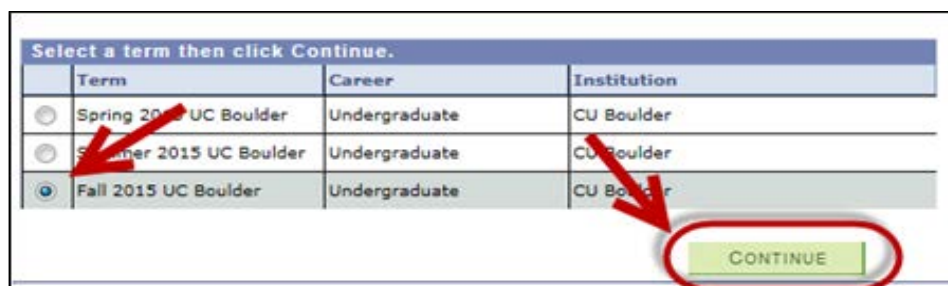 Select a term then click Continue.
Term Career Institution
Spring UC Boulder Undergraduate CU Boulder
2015 UC Boulder Undergraduate CU Boulder
Fall 2015 UC Boulder Undergraduate CU
CONTINUE